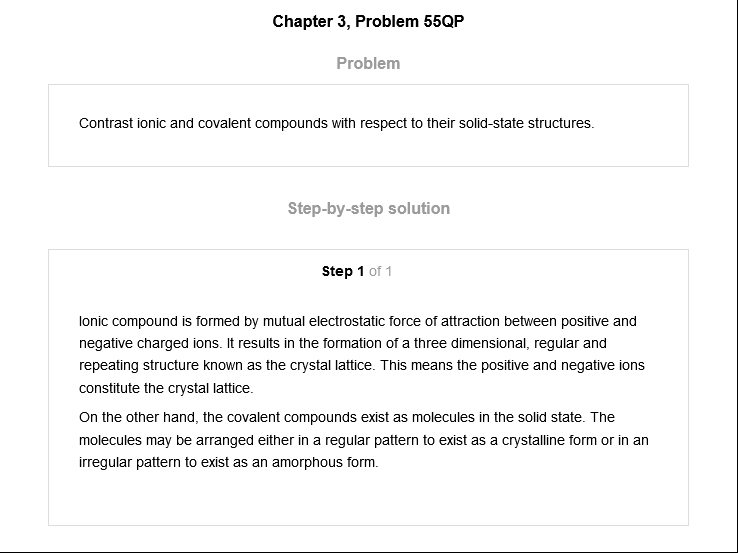 Chapter 3, Problem 55QP
Problem
Contrast ionic and covalent compounds with respect to their solid-state structures.
Step-by-step solution
Step 1 of 1
Ionic compound is formed by mutual electrostatic force of attraction between positive and
negative charged ions. It results in the formation of a three dimensional, regular and
repeating structure known as the crystal lattice. This means the positive and negative ions
constitute the crystal lattice.
On the other hand, the covalent compounds exist as molecules in the solid state. The
molecules may be arranged either in a regular pattern to exist as a crystalline form or in an
irregular pattern to exist as an amorphous form.